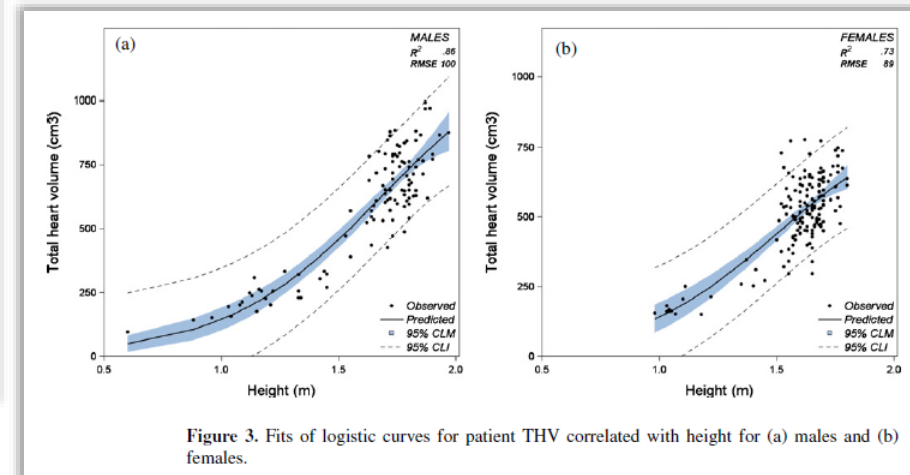 (a)
MALES
R² .86
RMSE 100
Total heart volume (cm3)
1000
750
500
250
0
Observed
Predicted
95% CLM
95% CLI
0.5 1.0 1.5 2.0
Height (m)
(b)
FEMALES
R² .73
RMSE 89
Total heart volume (cm3)
1000
750
500
250
0
Observed
Predicted
95% CLM
95% CLI
0.5 1.0 1.5 2.0
Height (m)
Figure 3. Fits of logistic curves for patient THV correlated with height for (a) males and (b)
females.